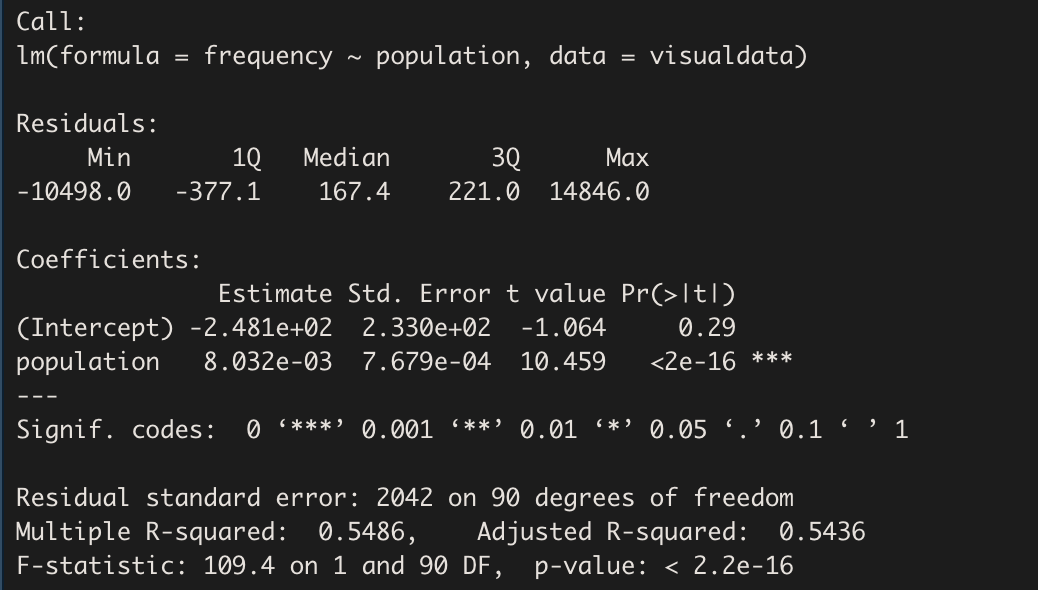 Call:
lm(formula = frequency ~ population, data = visualdata)
Residuals:
     Min       1Q   Median       3Q      Max
-10498.0   -377.1    167.4    221.0  14846.0
Coefficients:
              Estimate Std. Error t value Pr(>|t|)
(Intercept) -2.481e+02  2.330e+02  -1.064     0.29
population   8.032e-03  7.679e-04  10.459   <2e-16 ***
---
Signif. codes:  0 ‘***’ 0.001 ‘**’ 0.01 ‘*’ 0.05 ‘.’ 0.1 ‘ ’ 1
Residual standard error: 2042 on 90 degrees of freedom
Multiple R-squared:  0.5486,    Adjusted R-squared:  0.5436
F-statistic: 109.4 on 1 and 90 DF,  p-value: < 2.2e-16